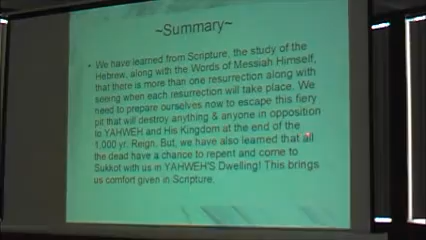 ~Summary~
• We have learned from Scripture, the study of the
Hebrew, along with the Words of Messiah Himself,
that there is more than one resurrection along with
seeing when each resurrection will take place. We
need to prepare ourselves now to escape this fiery
pit that will destroy anything & anyone in opposition
to YAHWEH and His Kingdom at the end of the
1,000 yr. Reign. But, we have also learned that all
the dead have a chance to repent and come to
Sukkot with us in YAHWEH'S Dwelling! This brings
us comfort given in Scripture.